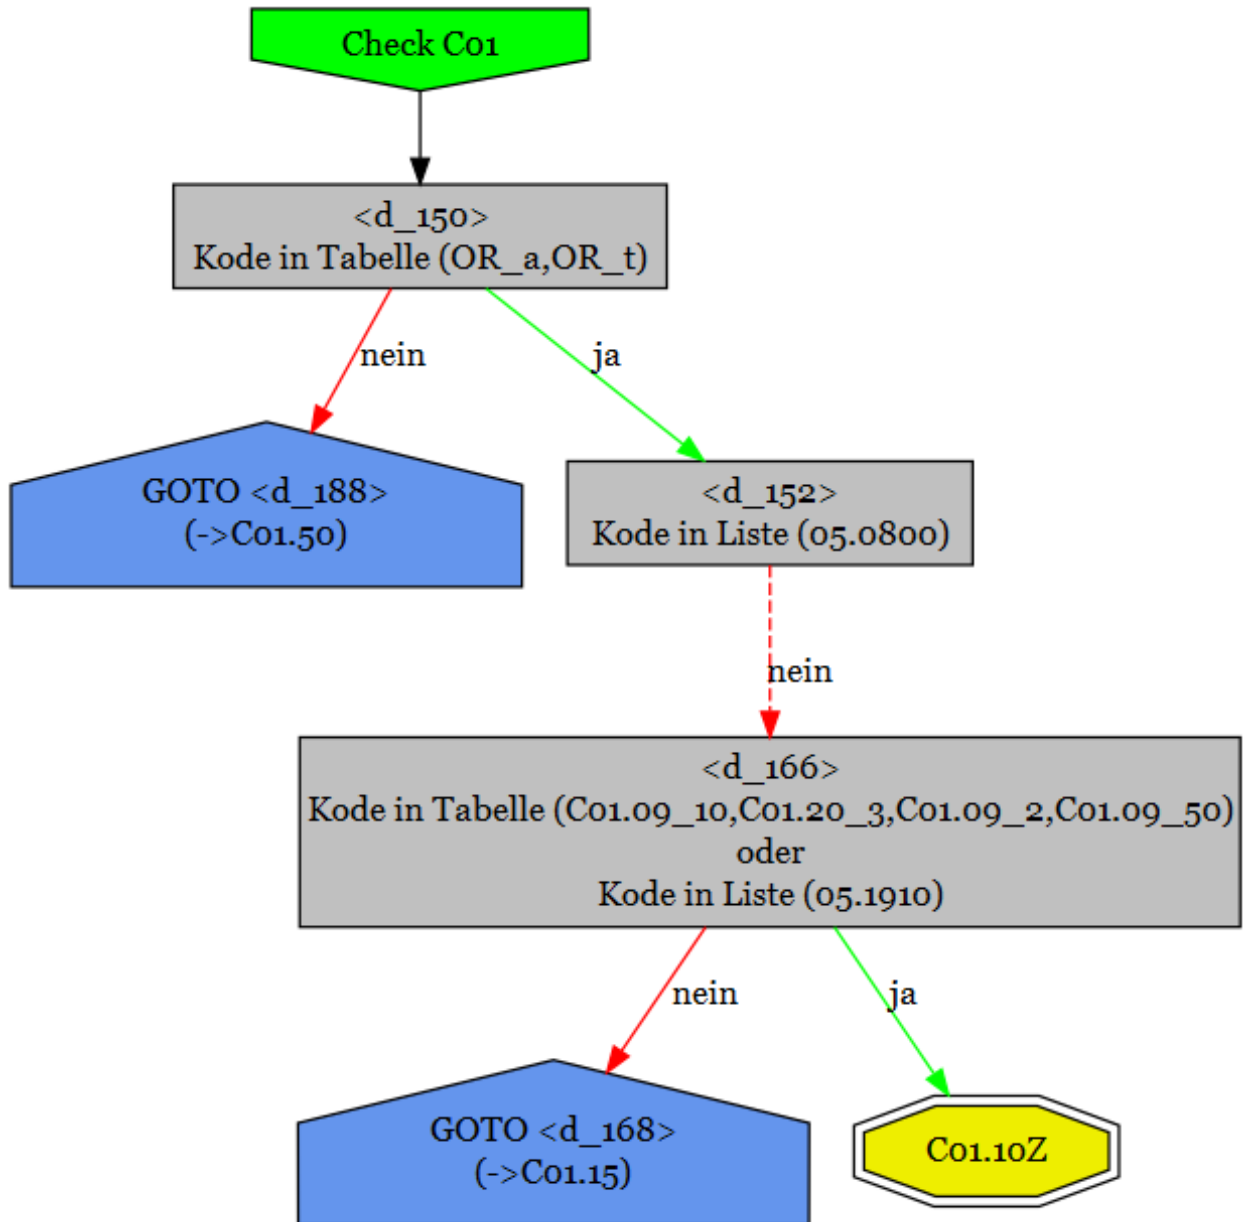 Check C01
<d_150>
Kode in Tabelle (OR_a,OR_t)
nein
ja
GOTO <d_188>
(->C01.50)
<d_152>
Kode in Liste (05.0800)
nein
<d_166>
Kode in Tabelle (C01.09_10,C01.20_3,C01.09_2,C01.09_50)
oder
Kode in Liste (05.1910)
nein
ja
GOTO <d_168>
(->C01.15)
C01.10Z